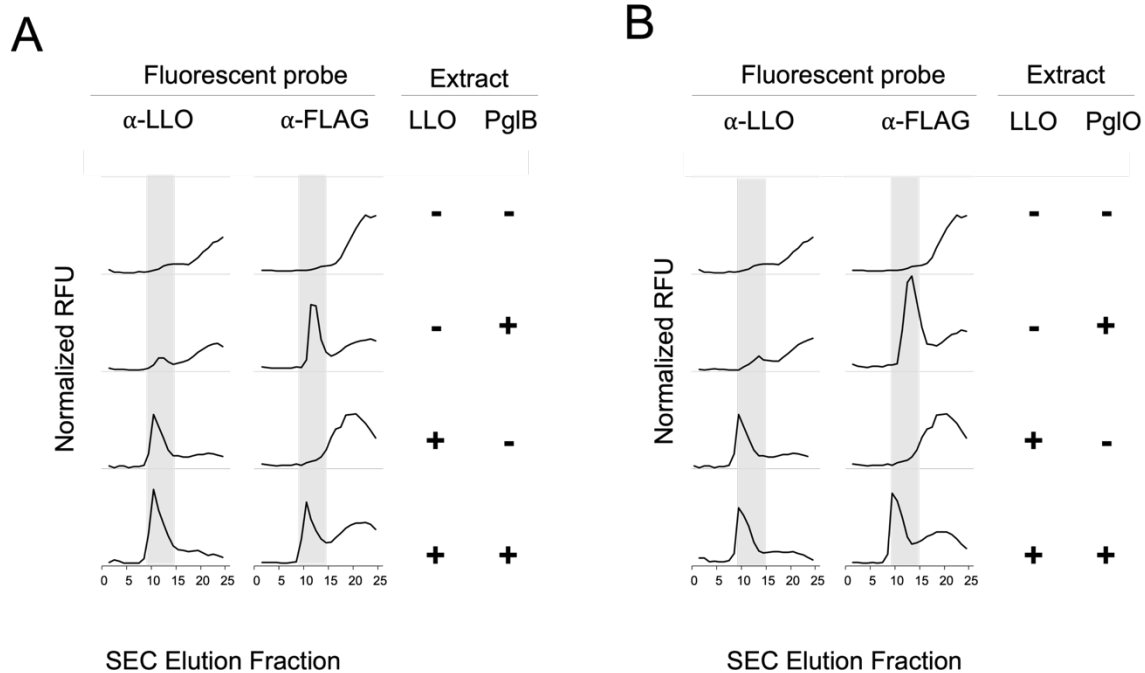 A
Fluorescent probe Extract
α-LLO α-FLAG LLO PglB
- -
- +
+ -
+ +
Normalized RFU
0 5 10 15 20 25 0 5 10 15 20 25
SEC Elution Fraction
B
Fluorescent probe Extract
α-LLO α-FLAG LLO PglO
- -
- +
+ -
+ +
Normalized RFU
0 5 10 15 20 25 0 5 10 15 20 25
SEC Elution Fraction